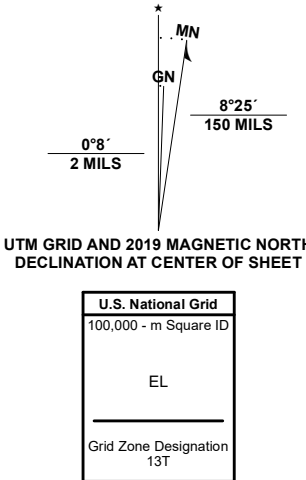 ★
MN
GN
8°25´
150 MILS
0°8´
2 MILS
UTM GRID AND 2019 MAGNETIC NORTH
DECLINATION AT CENTER OF SHEET
U.S. National Grid
100,000 - m Square ID
EL
Grid Zone Designation
13T